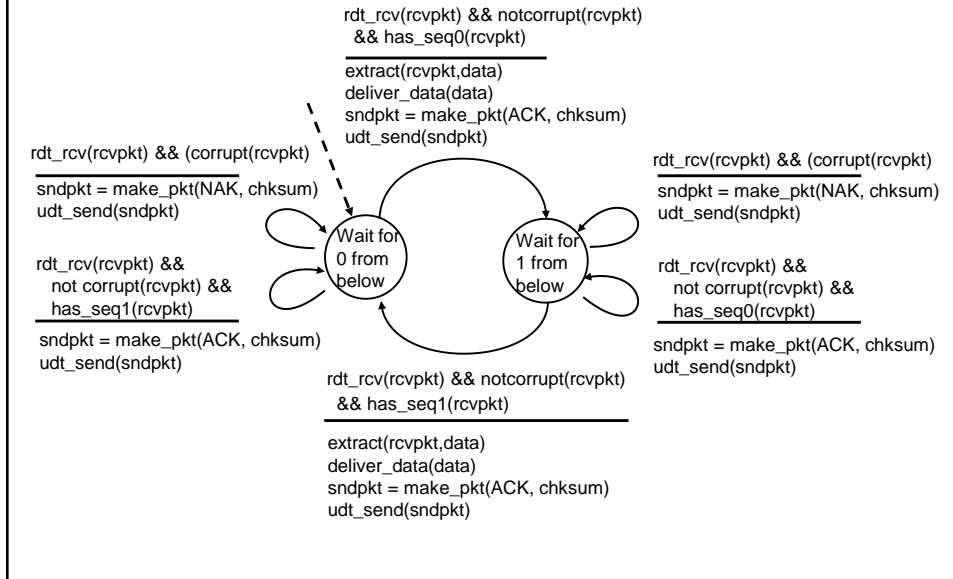 rdt_rcv(rcvpkt) && notcorrupt(rcvpkt)
&& has_seq0(rcvpkt)
extract(rcvpkt,data)
deliver_data(data)
sndpkt = make_pkt(ACK, chksum)
udt_send(sndpkt)
rdt_rcv(rcvpkt) && (corrupt(rcvpkt)
sndpkt = make_pkt(NAK, chksum)
udt_send(sndpkt)
rdt_rcv(rcvpkt) &&
not corrupt(rcvpkt) &&
has_seq1(rcvpkt)
sndpkt = make_pkt(ACK, chksum)
udt_send(sndpkt)
Wait for
0 from
below
Wait for
1 from
below
rdt_rcv(rcvpkt) && (corrupt(rcvpkt)
sndpkt = make_pkt(NAK, chksum)
udt_send(sndpkt)
rdt_rcv(rcvpkt) &&
not corrupt(rcvpkt) &&
has_seq0(rcvpkt)
sndpkt = make_pkt(ACK, chksum)
udt_send(sndpkt)
rdt_rcv(rcvpkt) && notcorrupt(rcvpkt)
&& has_seq1(rcvpkt)
extract(rcvpkt,data)
deliver_data(data)
sndpkt = make_pkt(ACK, chksum)
udt_send(sndpkt)